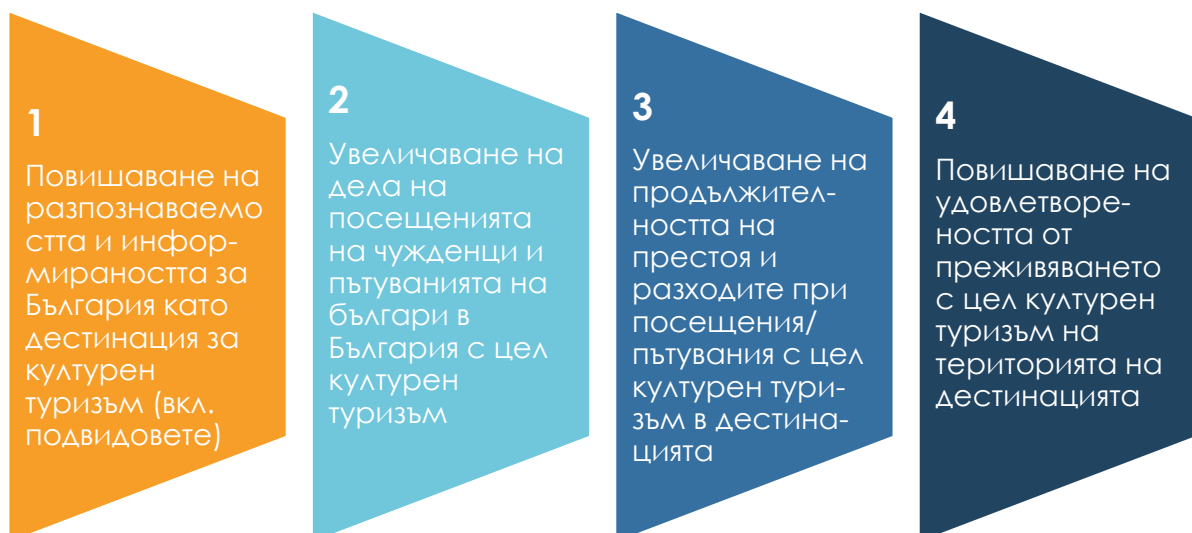 1
Повишаване на
разпознаваемо
стта и инфор-
мираността за
България като
дестинация за
културен
туризъм (вкл.
подвидовете)
2
Увеличаване на
дела на
посещенията
на чужденци и
пътуванията на
българи в
България с цел
културен
туризъм
3
Увеличаване на
продължител-
ността на
престоя и
разходите при
посещения/
пътувания с цел
културен тури-
зъм в дестина-
цията
4
Повишаване на
удовлетворе-
ността от
преживяването
с цел културен
туризъм на
територията на
дестинацията